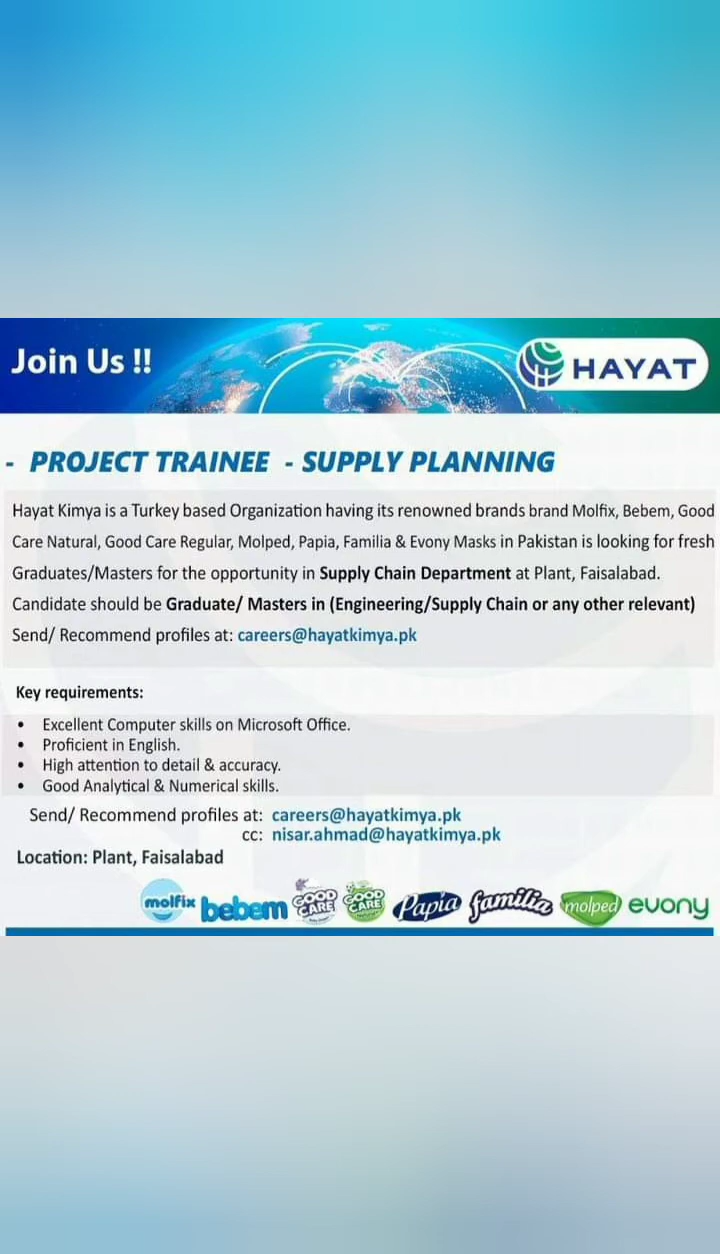 Join Us !!
HAYAT
- PROJECT TRAINEE - SUPPLY PLANNING
Hayat Kimya is a Turkey based Organization having its renowned brands brand Molfix, Bebem, Good
Care Natural, Good Care Regular, Molped, Papia, Familia & Evony Masks in Pakistan is looking for fresh
Graduates/Masters for the opportunity in Supply Chain Department at Plant, Faisalabad.
Candidate should be Graduate/ Masters in (Engineering/Supply Chain or any other relevant)
Send/ Recommend profiles at: careers@hayatkimya.pk
Key requirements:
• Excellent Computer skills on Microsoft Office.
• Proficient in English.
• High attention to detail & accuracy.
• Good Analytical & Numerical skills.
Send/ Recommend profiles at: careers@hayatkimya.pk
cc: nisar.ahmad@hayatkimya.pk
Location: Plant, Faisalabad
molfix bebem GOOD CARE GOOD CARE Papia familia molped evony